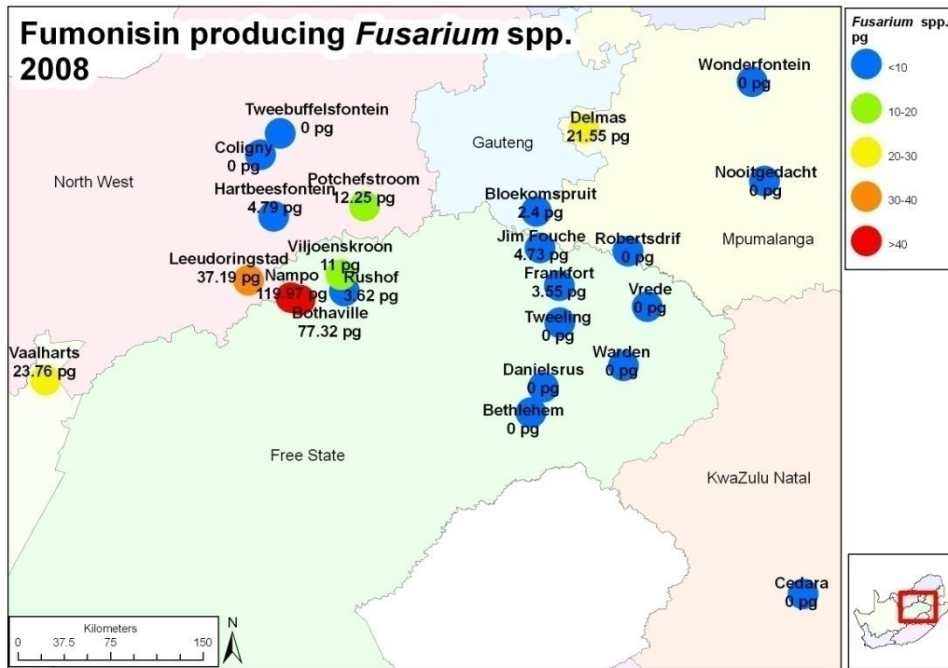 Fumonisin producing Fusarium spp.
2008
Fusarium spp.
pg
<10
10-20
20-30
30-40
>40
Wonderfontein
0 pg
Tweebuffelsfontein
0 pg
Delmas
21.55 pg
Gauteng
Coligny
0 pg
North West
Potchefstroom
12.25 pg
Nooitgedacht
0 pg
Hartbeesfontein
4.79 pg
Bloekomspruit
2.4 pg
Mpumalanga
Jim Fouche
4.73 pg
Robertsdrif
0 pg
Viljoenskroon
11 pg
Leeudoringstad
37.19 pg
Nampo
119.97 pg
Rushof
3.62 pg
Frankfort
3.55 pg
Vrede
0 pg
Bothaville
77.32 pg
Tweeling
0 pg
Vaalharts
23.76 pg
Warden
0 pg
Danielsrus
0 pg
Bethlehem
0 pg
Free State
KwaZulu Natal
Cedara
0 pg
Kilometers
0 37.5 75 150
N